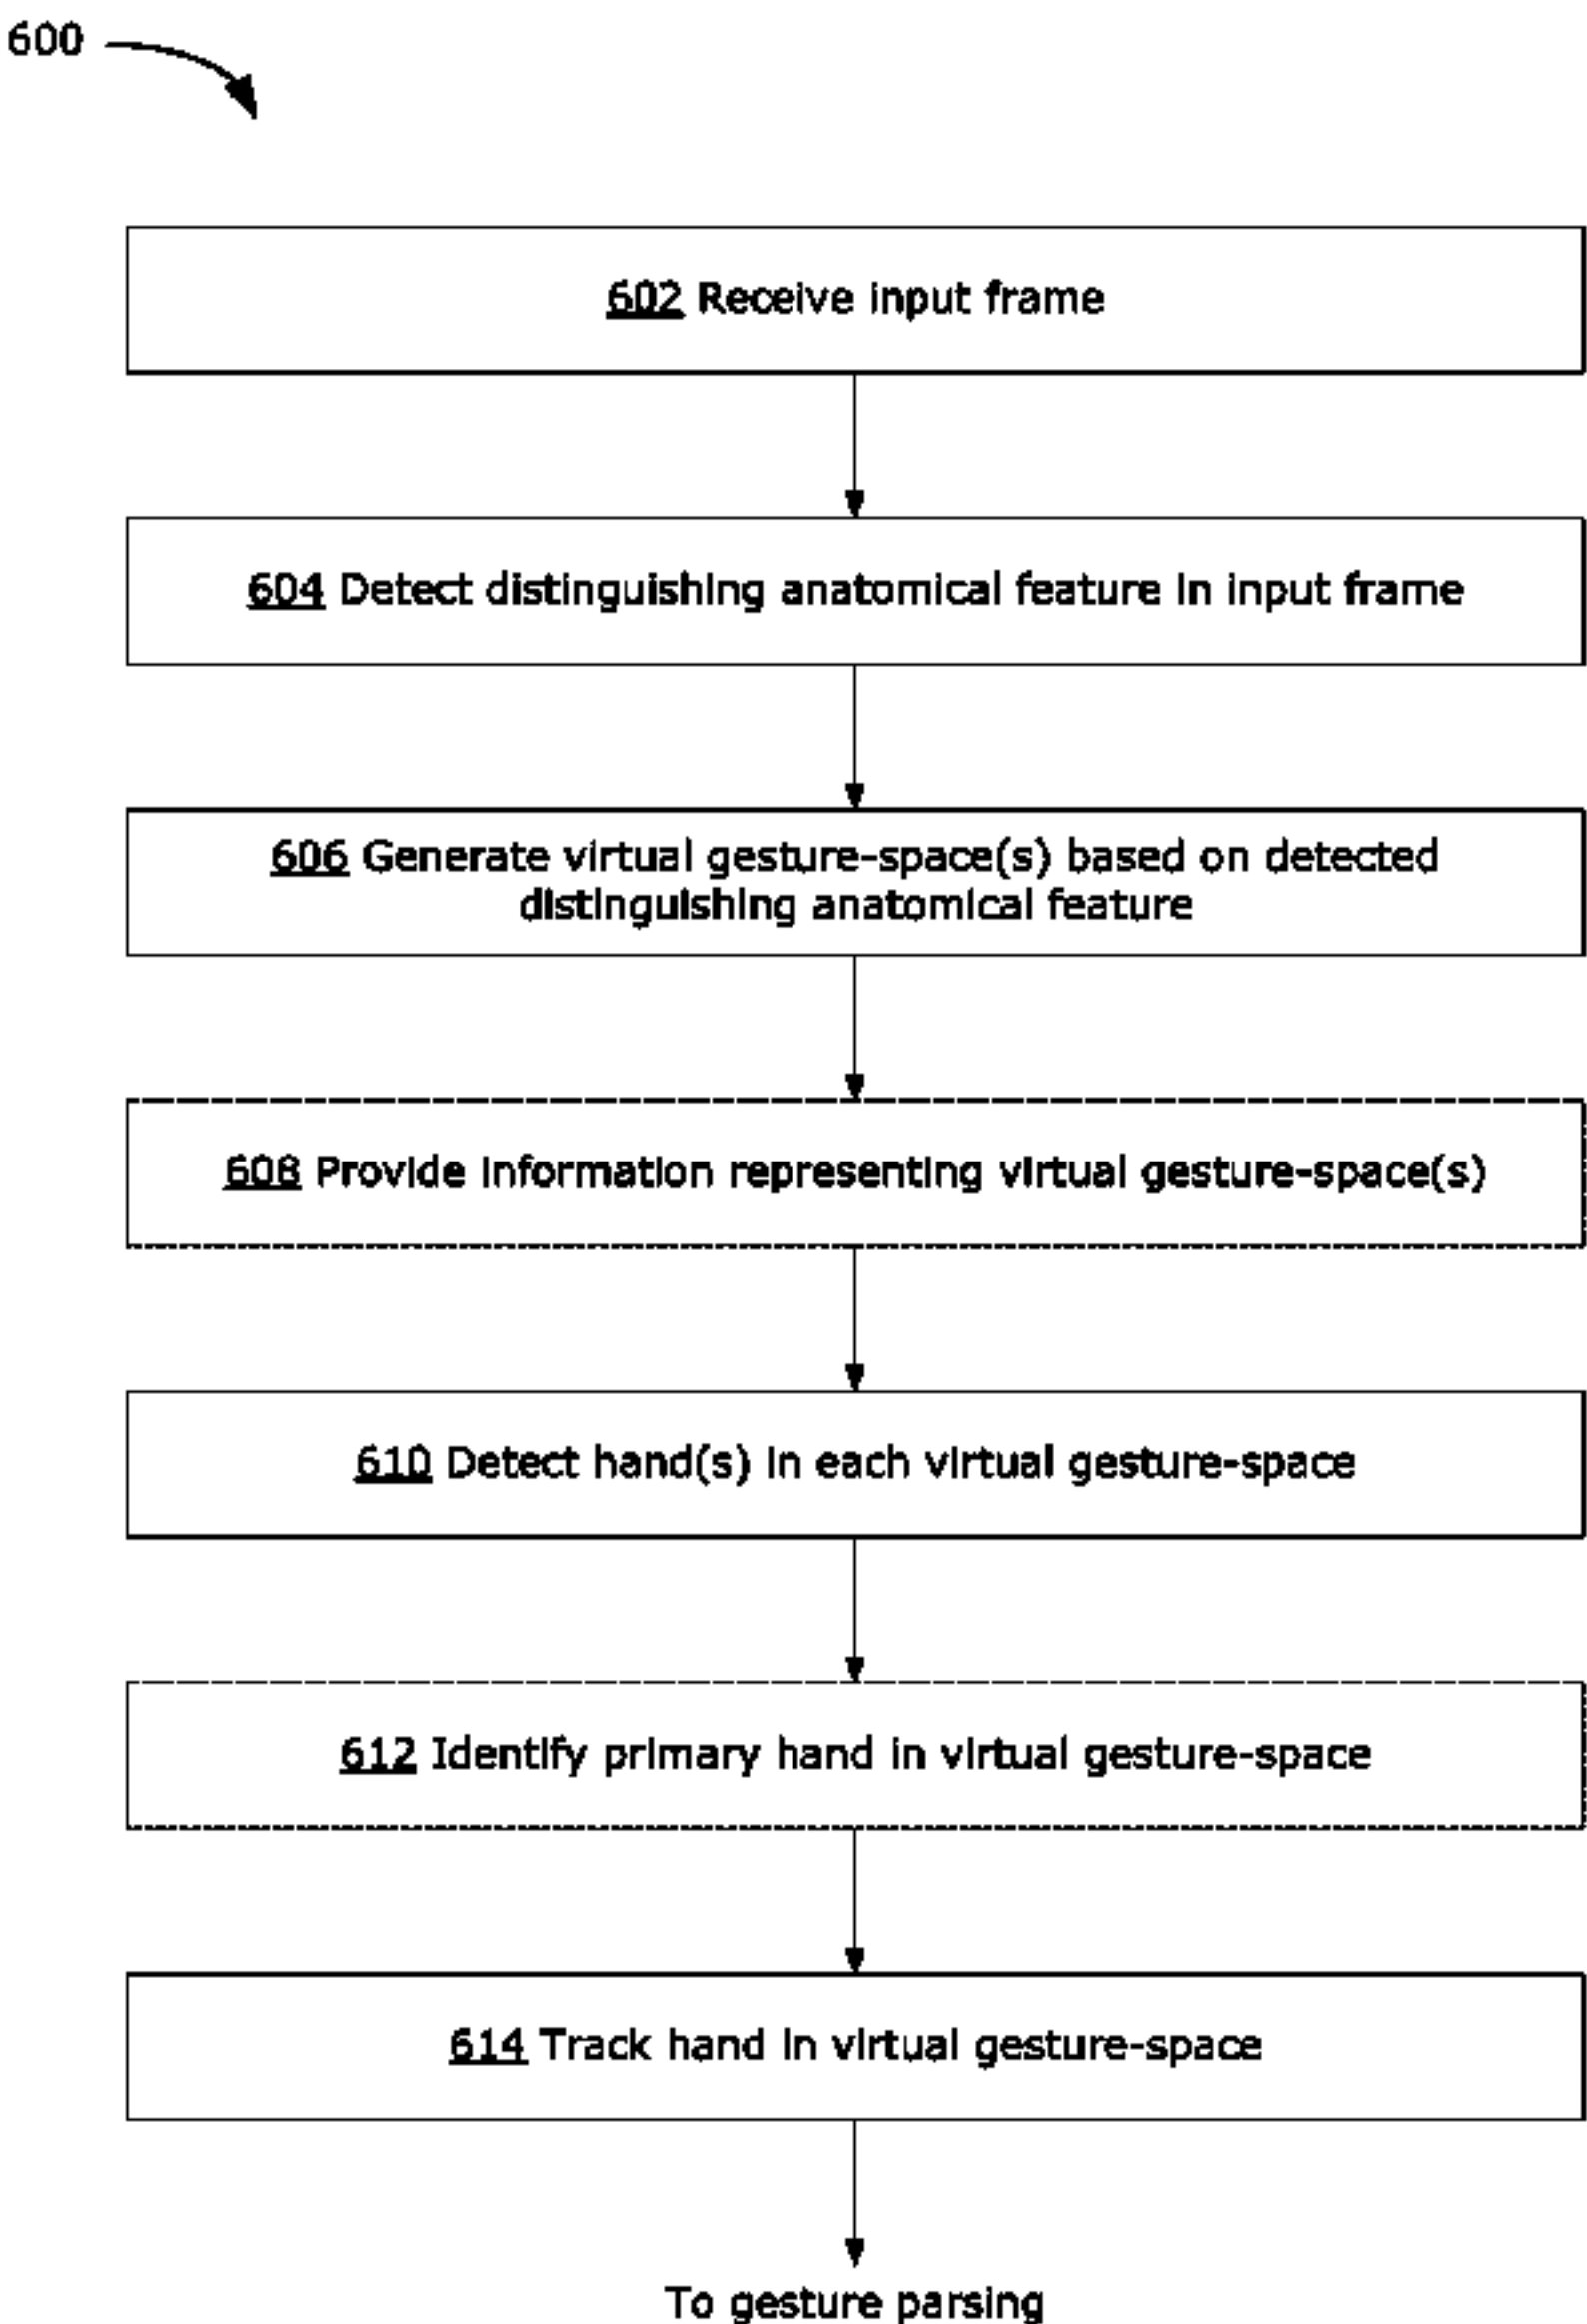 600
602 Receive input frame
604 Detect distinguishing anatomical feature in input frame
606 Generate virtual gesture-space(s) based on detected
distinguishing anatomical feature
608 Provide information representing virtual gesture-space(s)
610 Detect hand(s) in each virtual gesture-space
612 Identify primary hand in virtual gesture-space
614 Track hand in virtual gesture-space
To gesture parsing